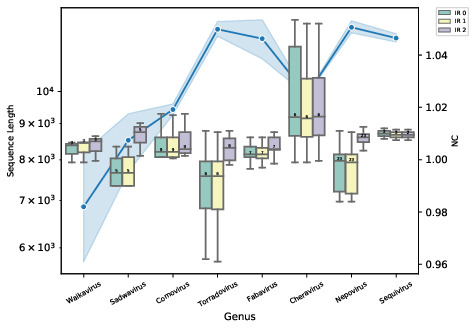 IR 0
IR 1
IR 2
Sequence Length
10⁴
9 × 10³
8 × 10³
7 × 10³
6 × 10³
1.04
1.02
1.00
0.98
0.96
NC
Waikavirus
Sadwavirus
Comovirus
Torradovirus
Fabavirus
Cheravirus
Nepovirus
Sequivirus
Genus